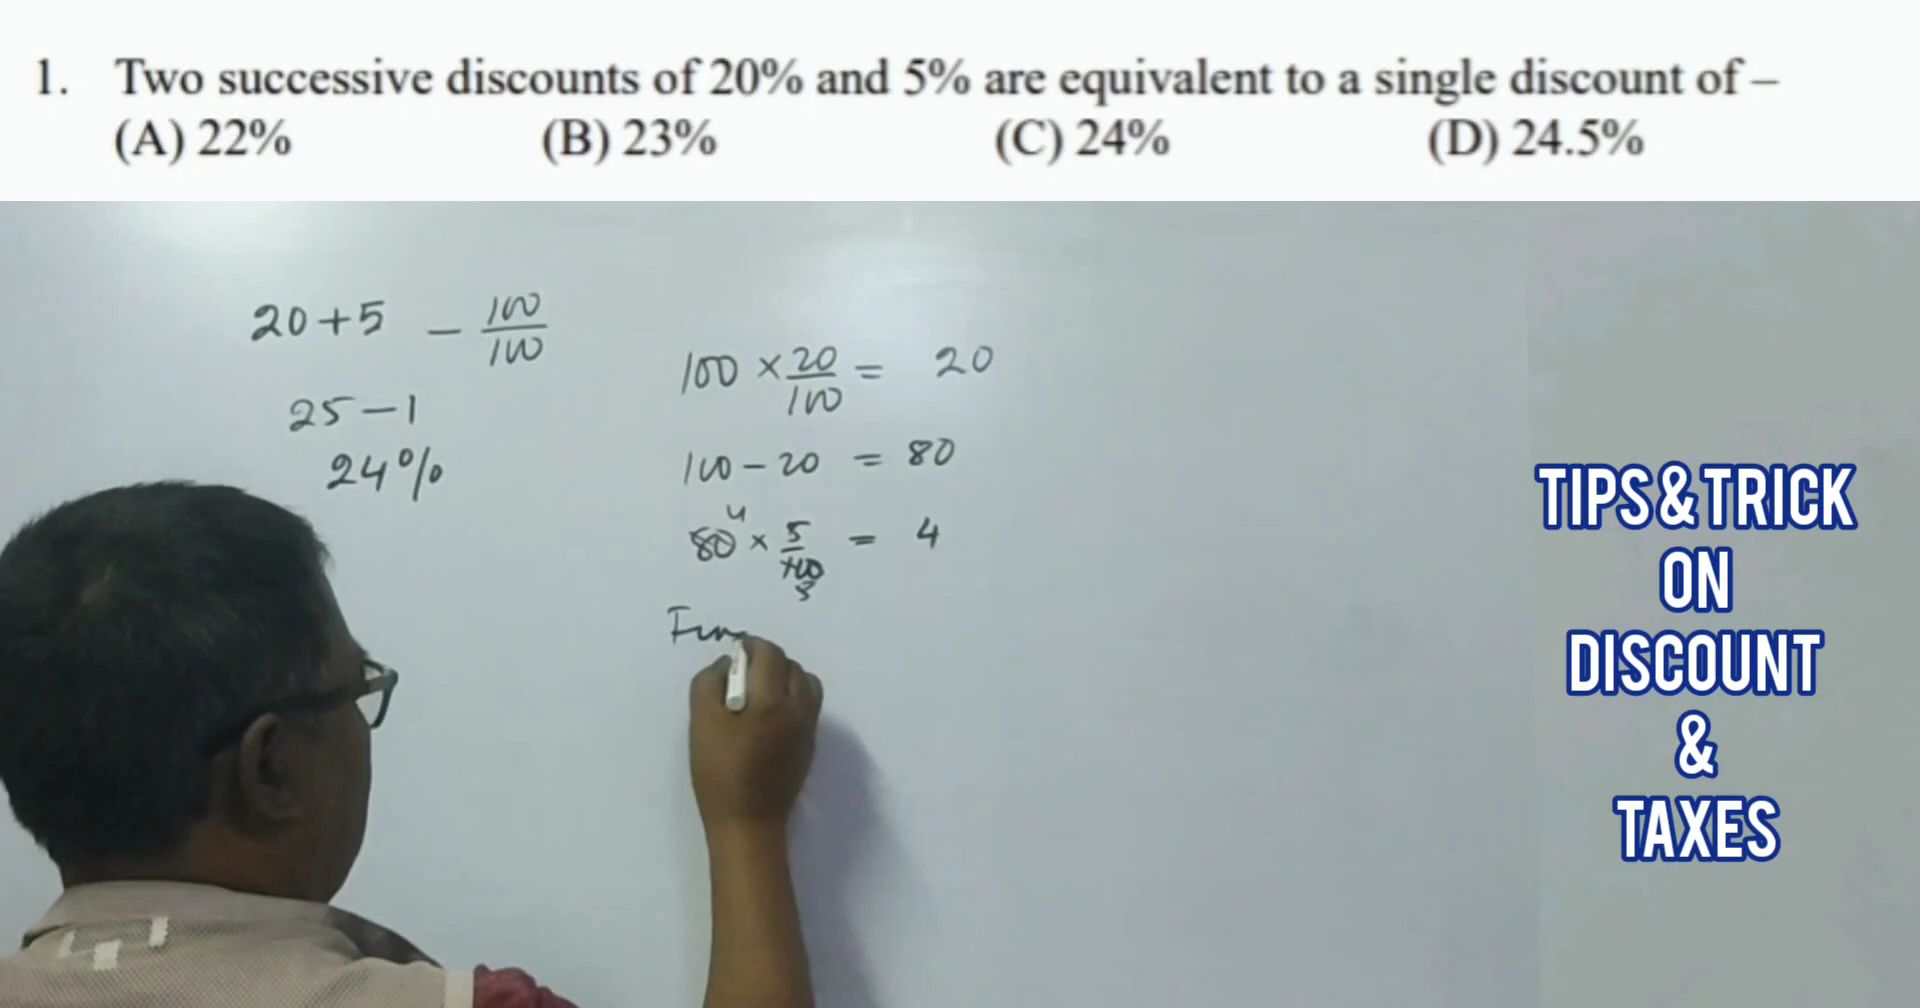 1. Two successive discounts of 20% and 5% are equivalent to a single discount of –
(A) 22% (B) 23% (C) 24% (D) 24.5%
20+5 - 100/100
25-1
24%
100 × 20/100 = 20
100-20 = 80
80 4 × 5/100 = 4
TIPS & TRICK
ON
DISCOUNT
&
TAXES